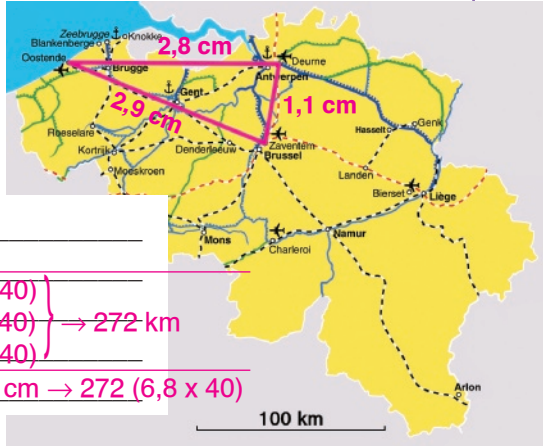 Zeebrugge
Knokke
Blankenberge
Oostende
Brugge
2,8 cm
Deurne
Antwerpen
Gent
2,9 cm
1,1 cm
Roeselare
Hasselt
Genk
Kortrijk
Denderleeuw
Zaventem
Brussel
Moeskroen
Landen
Bierset
Liège
Mons
Namur
Charleroi
40)
40) } → 272 km
40)
cm → 272 (6,8 x 40)
Arlon
100 km